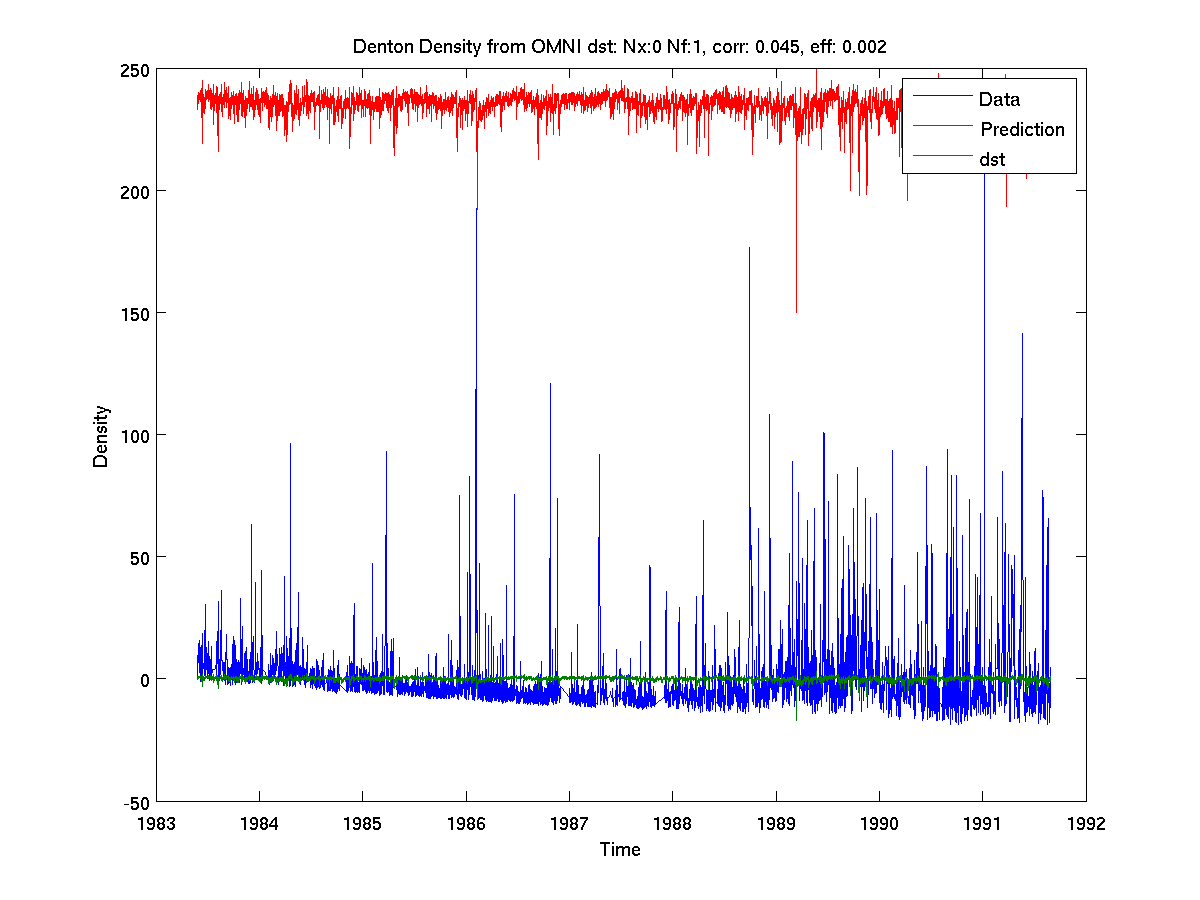 Denton Density from OMNI dst: Nx:0 Nf:1, corr: 0.045, eff: 0.002
250
Data
Prediction
dst
200
150
100
50
0
-50
Density
1983 1984 1985 1986 1987 1988 1989 1990 1991 1992
Time